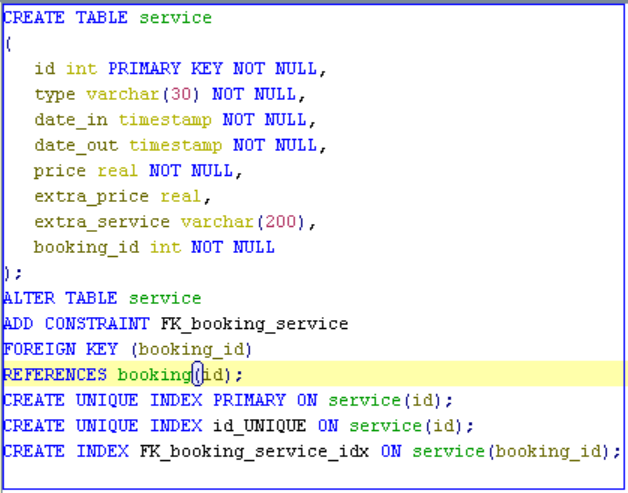 CREATE TABLE service
(
id int PRIMARY KEY NOT NULL,
type varchar(30) NOT NULL,
date_in timestamp NOT NULL,
date_out timestamp NOT NULL,
price real NOT NULL,
extra_price real,
extra_service varchar(200),
booking_id int NOT NULL
);
ALTER TABLE service
ADD CONSTRAINT FK_booking_service
FOREIGN KEY (booking_id)
REFERENCES booking(id);
CREATE UNIQUE INDEX PRIMARY ON service(id);
CREATE UNIQUE INDEX id_UNIQUE ON service(id);
CREATE INDEX FK_booking_service_idx ON service(booking_id);